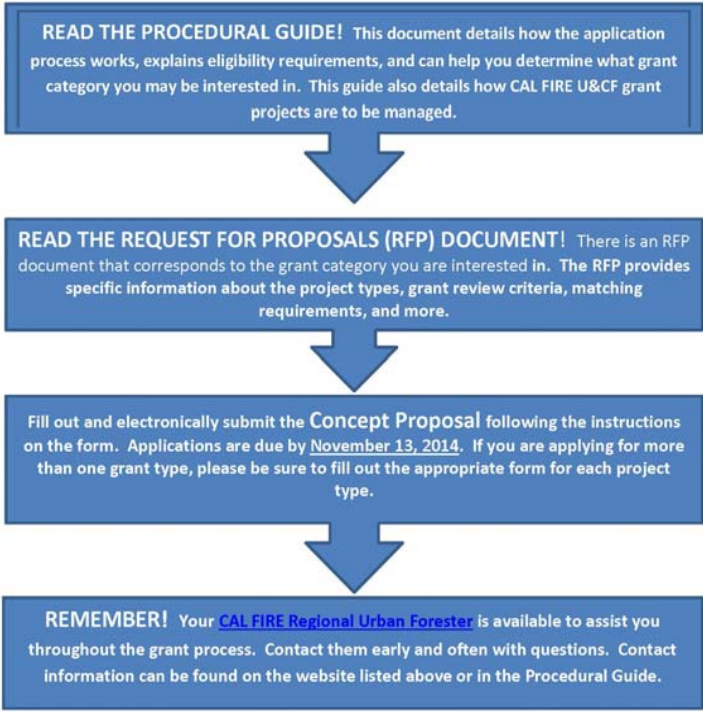 READ THE PROCEDURAL GUIDE! This document details how the application
process works, explains eligibility requirements, and can help you determine what grant
category you may be interested in. This guide also details how CAL FIRE U&CF grant
projects are to be managed.
READ THE REQUEST FOR PROPOSALS (RFP) DOCUMENT! There is an RFP
document that corresponds to the grant category you are interested in. The RFP provides
specific information about the project types, grant review criteria, matching
requirements, and more.
Fill out and electronically submit the Concept Proposal following the instructions
on the form. Applications are due by November 13, 2014. If you are applying for more
than one grant type, please be sure to fill out the appropriate form for each project
type.
REMEMBER! Your CAL FIRE Regional Urban Forester is available to assist you
throughout the grant process. Contact them early and often with questions. Contact
information can be found on the website listed above or in the Procedural Guide.